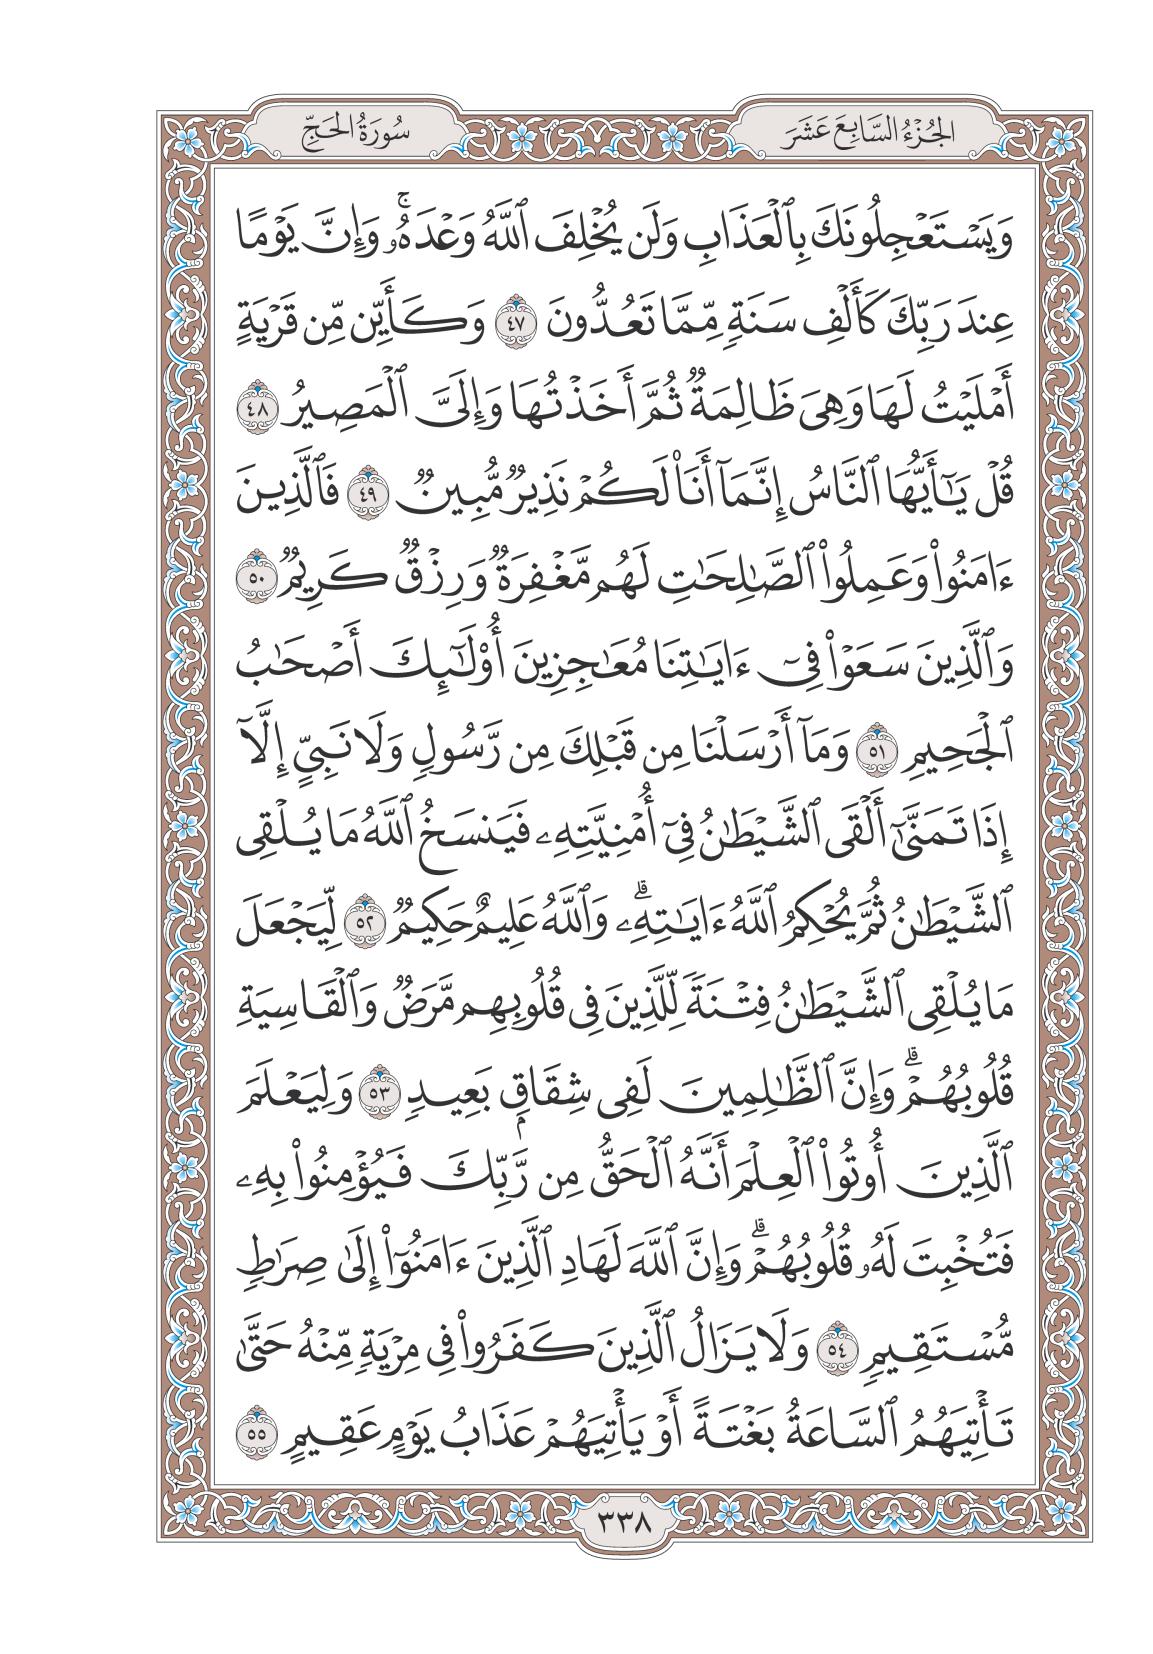 الجُزْءُ السَّابِعَ عَشَرَ
سُورَةُ الحَجِّ
وَيَسْتَعْجِلُونَكَ بِٱلْعَذَابِ وَلَن يُخْلِفَ ٱللَّهُ وَعْدَهُۥۚ وَإِنَّ يَوْمًا
عِندَ رَبِّكَ كَأَلْفِ سَنَةٍ مِّمَّا تَعُدُّونَ ٤٧ وَكَأَيِّن مِّن قَرْيَةٍ
أَمْلَيْتُ لَهَا وَهِىَ ظَالِمَةٌ ثُمَّ أَخَذْتُهَا وَإِلَىَّ ٱلْمَصِيرُ ٤٨
قُلْ يَـٰٓأَيُّهَا ٱلنَّاسُ إِنَّمَآ أَنَا۠ لَكُمْ نَذِيرٌ مُّبِينٌ ٤٩ فَٱلَّذِينَ
ءَامَنُوا۟ وَعَمِلُوا۟ ٱلصَّـٰلِحَـٰتِ لَهُم مَّغْفِرَةٌ وَرِزْقٌ كَرِيمٌ ٥٠
وَٱلَّذِينَ سَعَوْا۟ فِىٓ ءَايَـٰتِنَا مُعَـٰجِزِينَ أُو۟لَـٰٓئِكَ أَصْحَـٰبُ
ٱلْجَحِيمِ ٥١ وَمَآ أَرْسَلْنَا مِن قَبْلِكَ مِن رَّسُولٍ وَلَا نَبِىٍّ إِلَّآ
إِذَا تَمَنَّىٰٓ أَلْقَى ٱلشَّيْطَـٰنُ فِىٓ أُمْنِيَّتِهِۦ فَيَنسَخُ ٱللَّهُ مَا يُلْقِى
ٱلشَّيْطَـٰنُ ثُمَّ يُحْكِمُ ٱللَّهُ ءَايَـٰتِهِۦۗ وَٱللَّهُ عَلِيمٌ حَكِيمٌ ٥٢ لِّيَجْعَلَ
مَا يُلْقِى ٱلشَّيْطَـٰنُ فِتْنَةً لِّلَّذِينَ فِى قُلُوبِهِم مَّرَضٌ وَٱلْقَاسِيَةِ
قُلُوبُهُمْۗ وَإِنَّ ٱلظَّـٰلِمِينَ لَفِى شِقَاقٍۭ بَعِيدٍ ٥٣ وَلِيَعْلَمَ
ٱلَّذِينَ أُوتُوا۟ ٱلْعِلْمَ أَنَّهُ ٱلْحَقُّ مِن رَّبِّكَ فَيُؤْمِنُوا۟ بِهِۦ
فَتُخْبِتَ لَهُۥ قُلُوبُهُمْۗ وَإِنَّ ٱللَّهَ لَهَادِ ٱلَّذِينَ ءَامَنُوٓا۟ إِلَىٰ صِرَٰطٍ
مُّسْتَقِيمٍ ٥٤ وَلَا يَزَالُ ٱلَّذِينَ كَفَرُوا۟ فِى مِرْيَةٍ مِّنْهُ حَتَّىٰ
تَأْتِيَهُمُ ٱلسَّاعَةُ بَغْتَةً أَوْ يَأْتِيَهُمْ عَذَابُ يَوْمٍ عَقِيمٍ ٥٥
٣٣٨